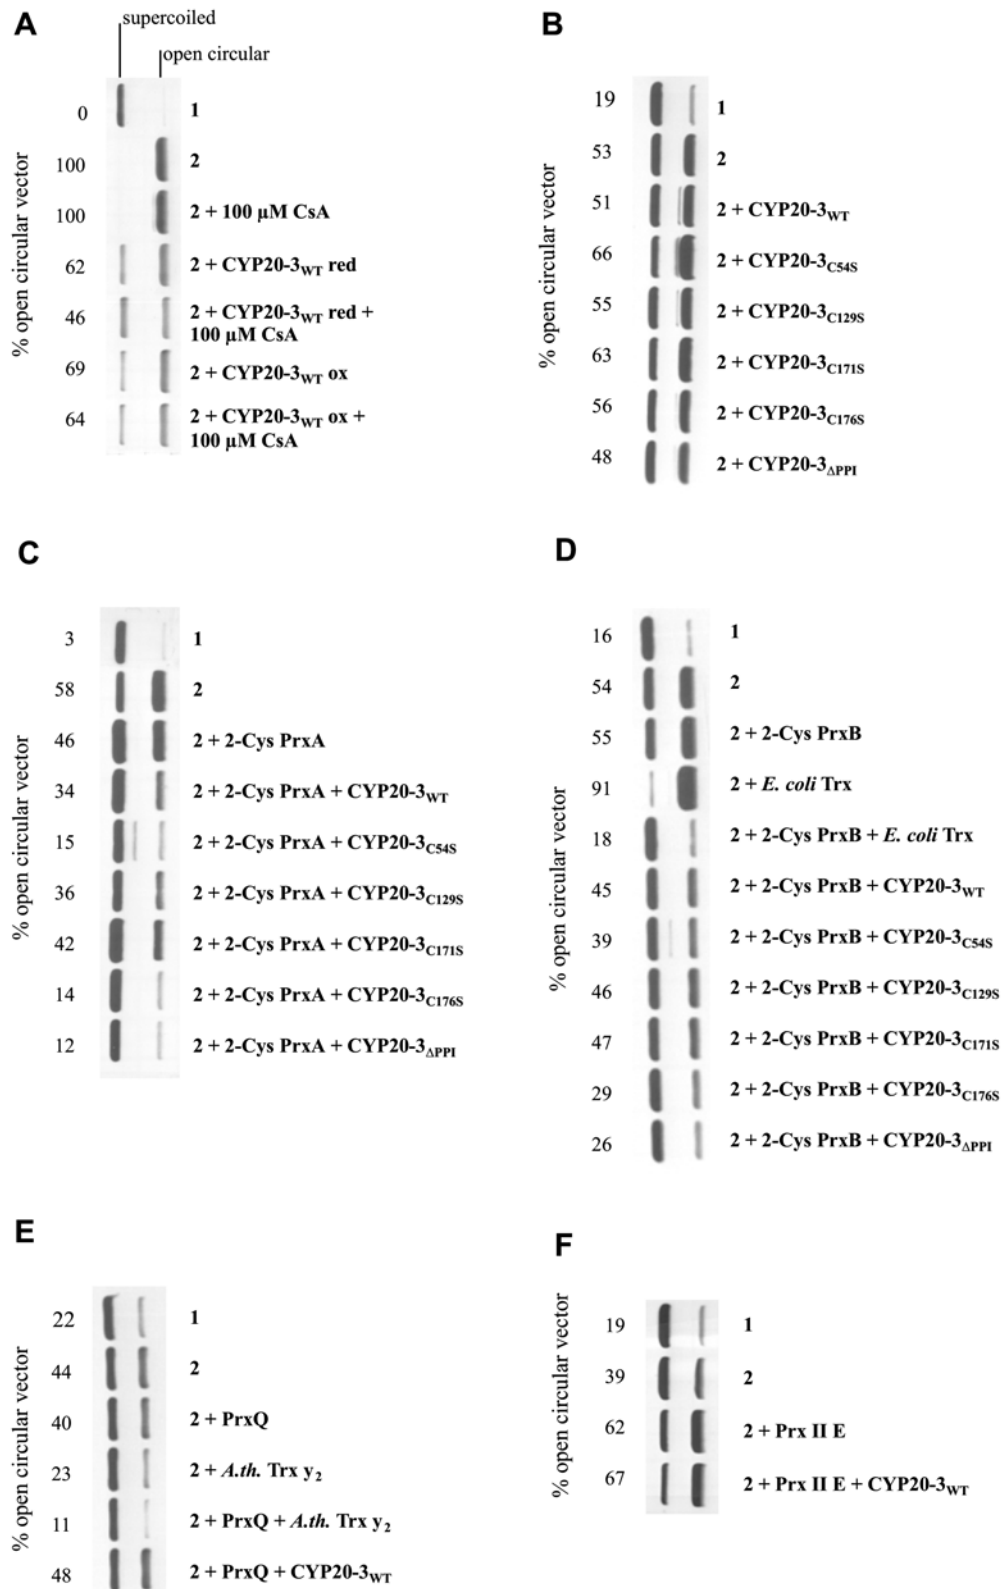 A
supercoiled
open circular
% open circular vector
0 1
100 2
100 2 + 100 µM CsA
62 2 + CYP20-3WT red
46 2 + CYP20-3WT red +
100 µM CsA
69 2 + CYP20-3WT ox
64 2 + CYP20-3WT ox +
100 µM CsA
B
% open circular vector
19 1
53 2
51 2 + CYP20-3WT
66 2 + CYP20-3C54S
55 2 + CYP20-3C129S
63 2 + CYP20-3C171S
56 2 + CYP20-3C176S
48 2 + CYP20-3ΔPPI
C
% open circular vector
3 1
58 2
46 2 + 2-Cys PrxA
34 2 + 2-Cys PrxA + CYP20-3WT
15 2 + 2-Cys PrxA + CYP20-3C54S
36 2 + 2-Cys PrxA + CYP20-3C129S
42 2 + 2-Cys PrxA + CYP20-3C171S
14 2 + 2-Cys PrxA + CYP20-3C176S
12 2 + 2-Cys PrxA + CYP20-3ΔPPI
D
% open circular vector
16 1
54 2
55 2 + 2-Cys PrxB
91 2 + E. coli Trx
18 2 + 2-Cys PrxB + E. coli Trx
45 2 + 2-Cys PrxB + CYP20-3WT
39 2 + 2-Cys PrxB + CYP20-3C54S
46 2 + 2-Cys PrxB + CYP20-3C129S
47 2 + 2-Cys PrxB + CYP20-3C171S
29 2 + 2-Cys PrxB + CYP20-3C176S
26 2 + 2-Cys PrxB + CYP20-3ΔPPI
E
% open circular vector
22 1
44 2
40 2 + PrxQ
23 2 + A.th. Trx y2
11 2 + PrxQ + A.th. Trx y2
48 2 + PrxQ + CYP20-3WT
F
% open circular vector
19 1
39 2
62 2 + Prx II E
67 2 + Prx II E + CYP20-3WT